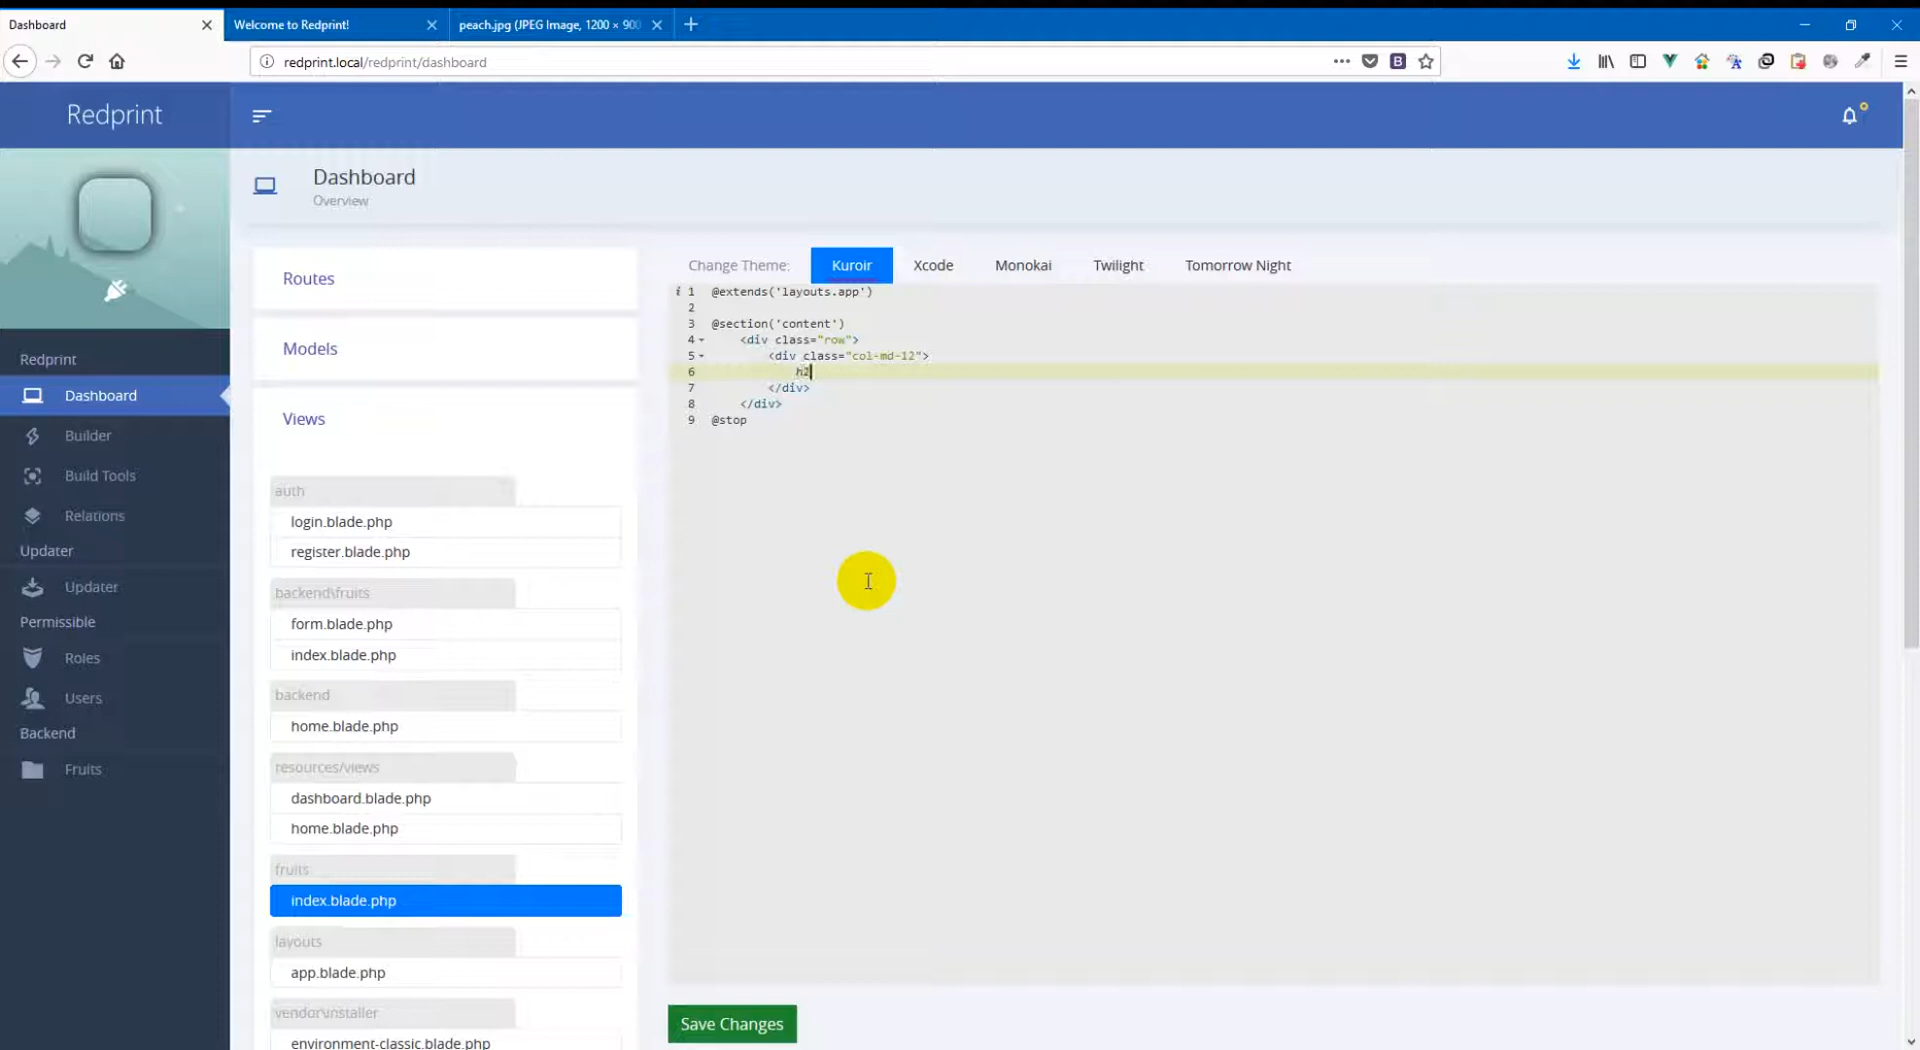 Dashboard
Welcome to Redprint!
peach.jpg (JPEG Image, 1200 × 900
redprint.local/redprint/dashboard
Redprint
Dashboard
Overview
Redprint
Dashboard
Builder
Build Tools
Relations
Updater
Updater
Permissible
Roles
Users
Backend
Fruits
Routes
Models
Views
auth
login.blade.php
register.blade.php
backend\fruits
form.blade.php
index.blade.php
backend
home.blade.php
resources/views
dashboard.blade.php
home.blade.php
fruits
index.blade.php
layouts
app.blade.php
vendor\installer
environment-classic.blade.php
Change Theme: Kuroir Xcode Monokai Twilight Tomorrow Night
i 1 @extends('layouts.app')
2
3 @section('content')
4 <div class="row">
5 <div class="col-md-12">
6 h2
7 </div>
8 </div>
9 @stop
Save Changes